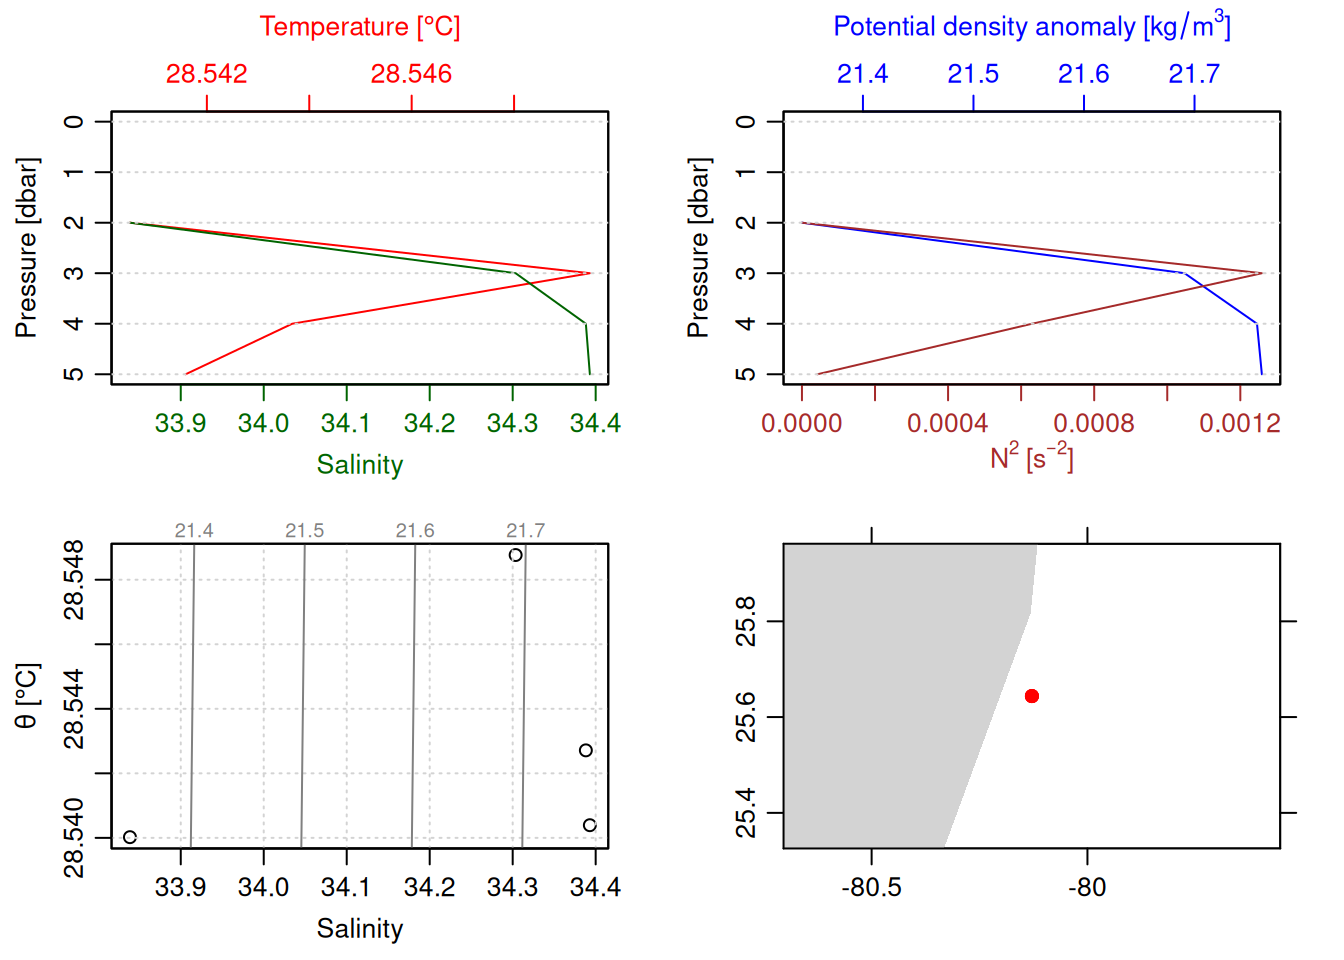 Temperature [°C]
28.542 28.546
0
1
2
3
4
5
Pressure [dbar]
33.9 34.0 34.1 34.2 34.3 34.4
Salinity
Potential density anomaly [kg/m³]
21.4 21.5 21.6 21.7
0
1
2
3
4
5
Pressure [dbar]
0.0000 0.0004 0.0008 0.0012
N² [s⁻²]
21.4 21.5 21.6 21.7
28.548
28.544
28.540
θ [°C]
33.9 34.0 34.1 34.2 34.3 34.4
Salinity
25.8
25.6
25.4
-80.5 -80